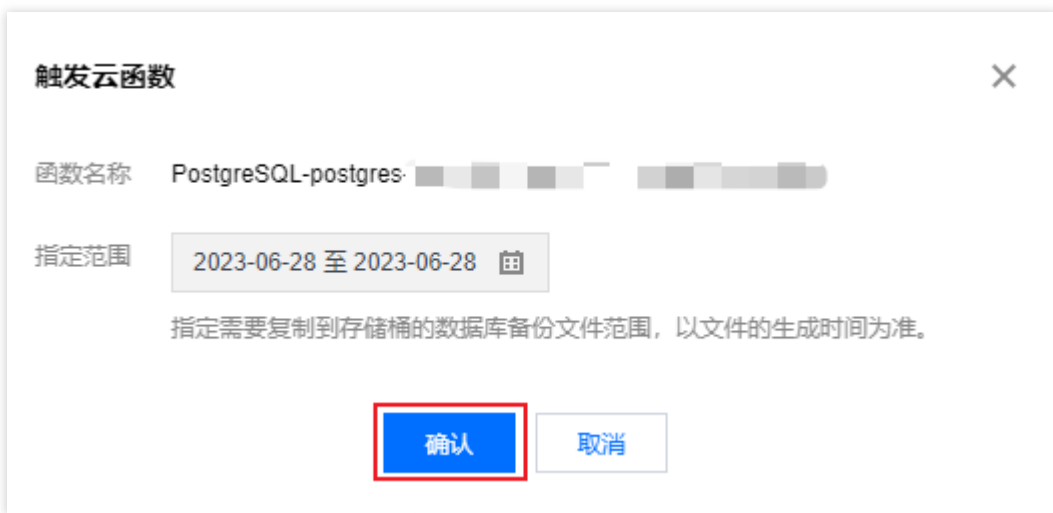 触发云函数
函数名称 PostgreSQL-postgres-
指定范围 2023-06-28 至 2023-06-28
指定需要复制到存储桶的数据库备份文件范围，以文件的生成时间为准。
确认 取消